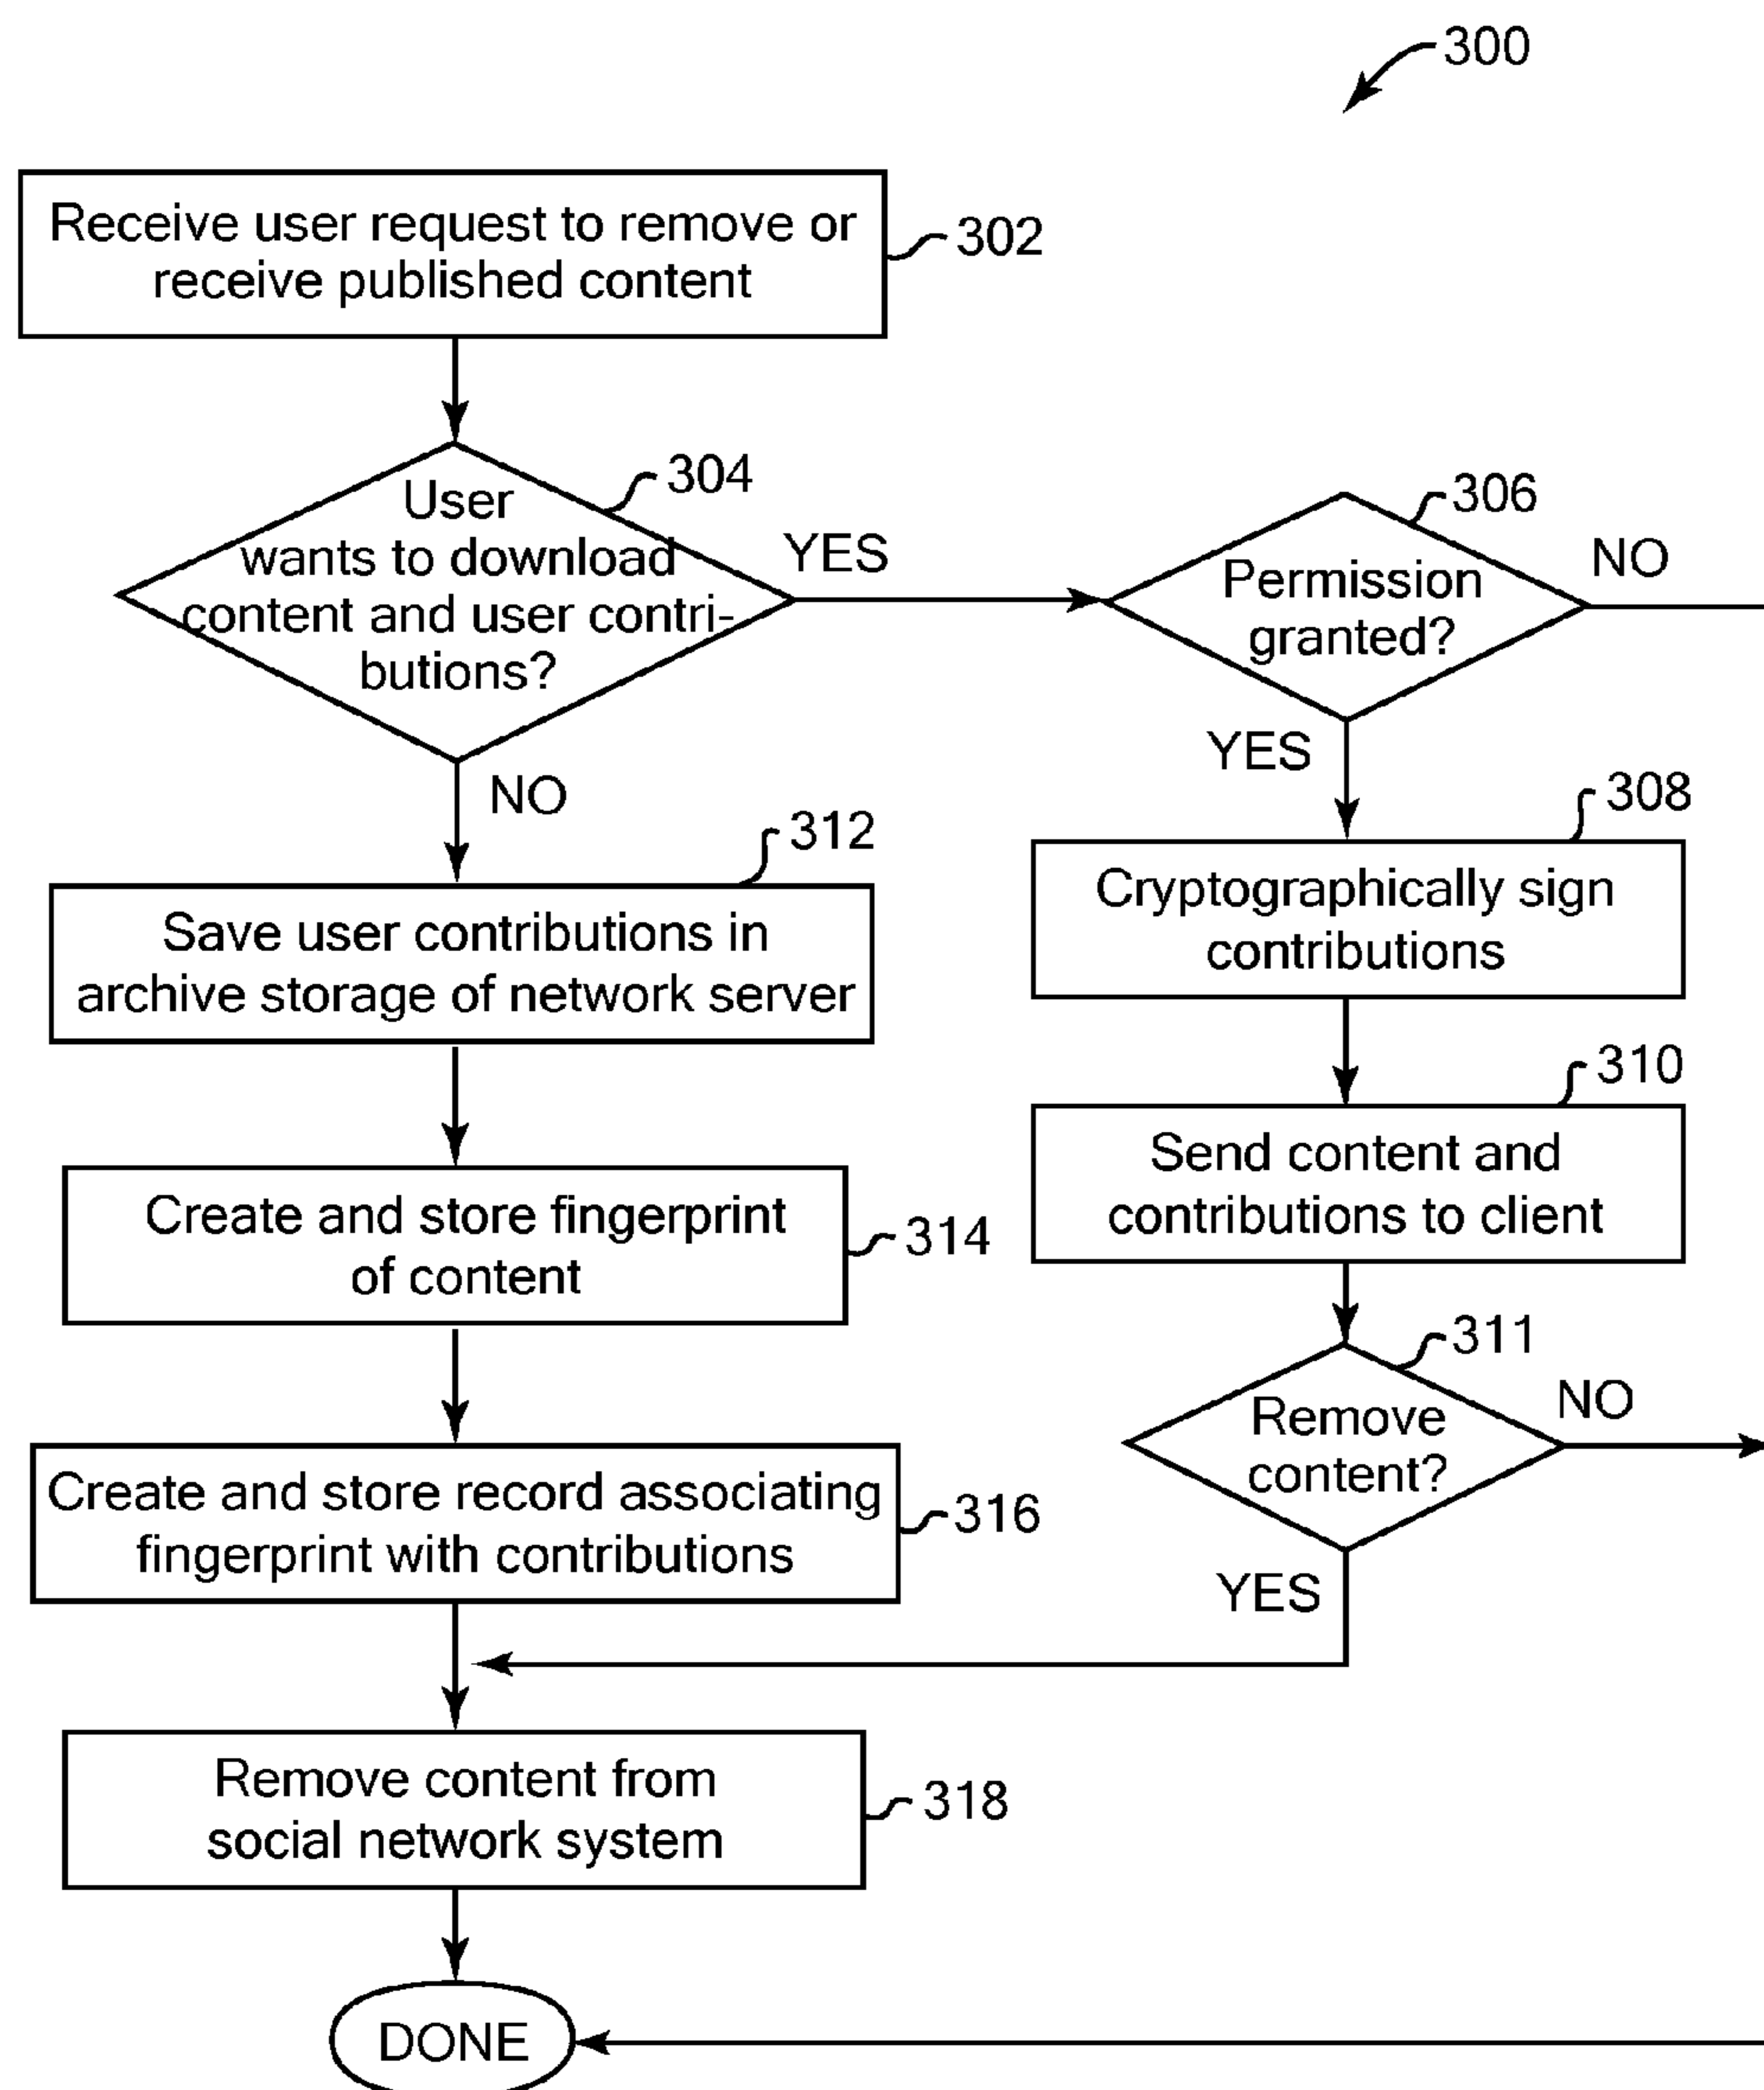 300
Receive user request to remove or
receive published content
302
User
wants to download
content and user contri-
butions?
304
YES
NO
Permission
granted?
306
NO
YES
Cryptographically sign
contributions
308
Send content and
contributions to client
310
Remove
content?
311
NO
YES
Save user contributions in
archive storage of network server
312
Create and store fingerprint
of content
314
Create and store record associating
fingerprint with contributions
316
Remove content from
social network system
318
DONE